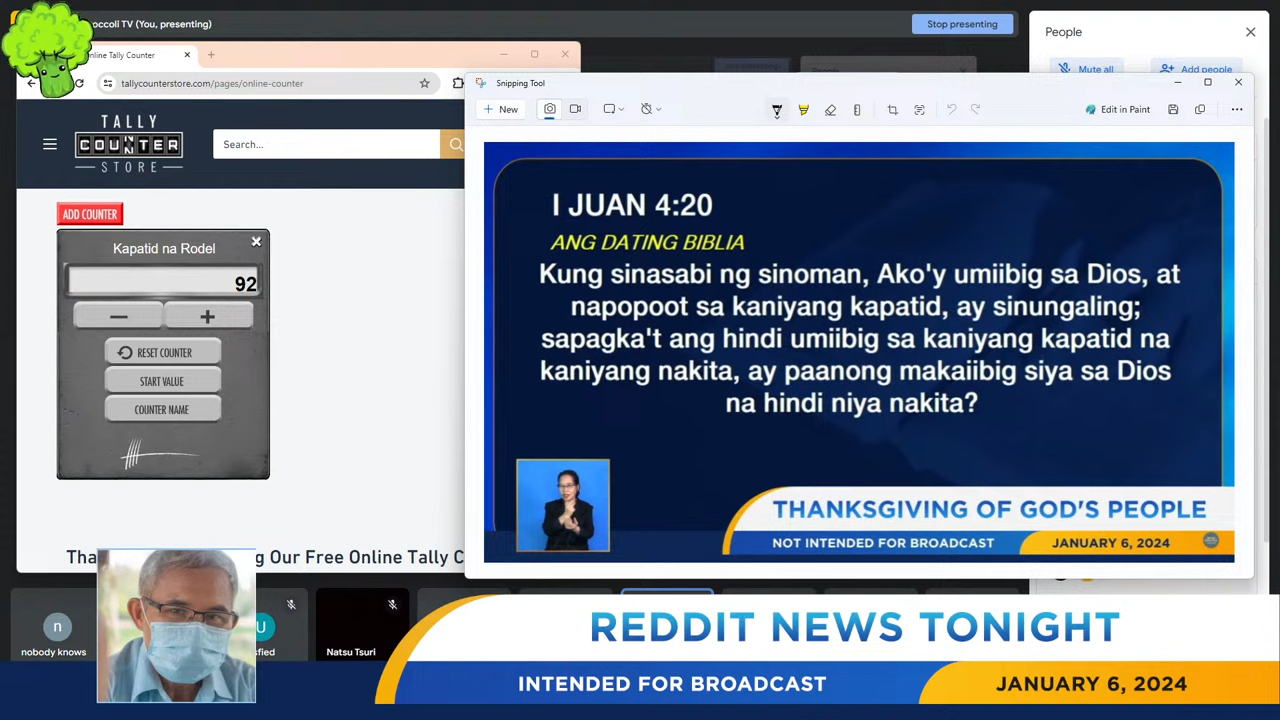 occoli TV (You, presenting)
Stop presenting
People
nline Tally Counter
tallycounterstore.com/pages/online-counter
Mute all
Add people
Snipping Tool
New
Edit in Paint
TALLY
COUNTER
STORE
Search...
ADD COUNTER
Kapatid na Rodel
92
RESET COUNTER
START VALUE
COUNTER NAME
I JUAN 4:20
ANG DATING BIBLIA
Kung sinasabi ng sinoman, Ako'y umiibig sa Dios, at
napopoot sa kaniyang kapatid, ay sinungaling;
sapagka't ang hindi umiibig sa kaniyang kapatid na
kaniyang nakita, ay paanong makaiibig siya sa Dios
na hindi niya nakita?
THANKSGIVING OF GOD'S PEOPLE
NOT INTENDED FOR BROADCAST
JANUARY 6, 2024
Tha
g Our Free Online Tally C
n
nobody knows
U
sfied
Natsu Tsuri
REDDIT NEWS TONIGHT
INTENDED FOR BROADCAST
JANUARY 6, 2024